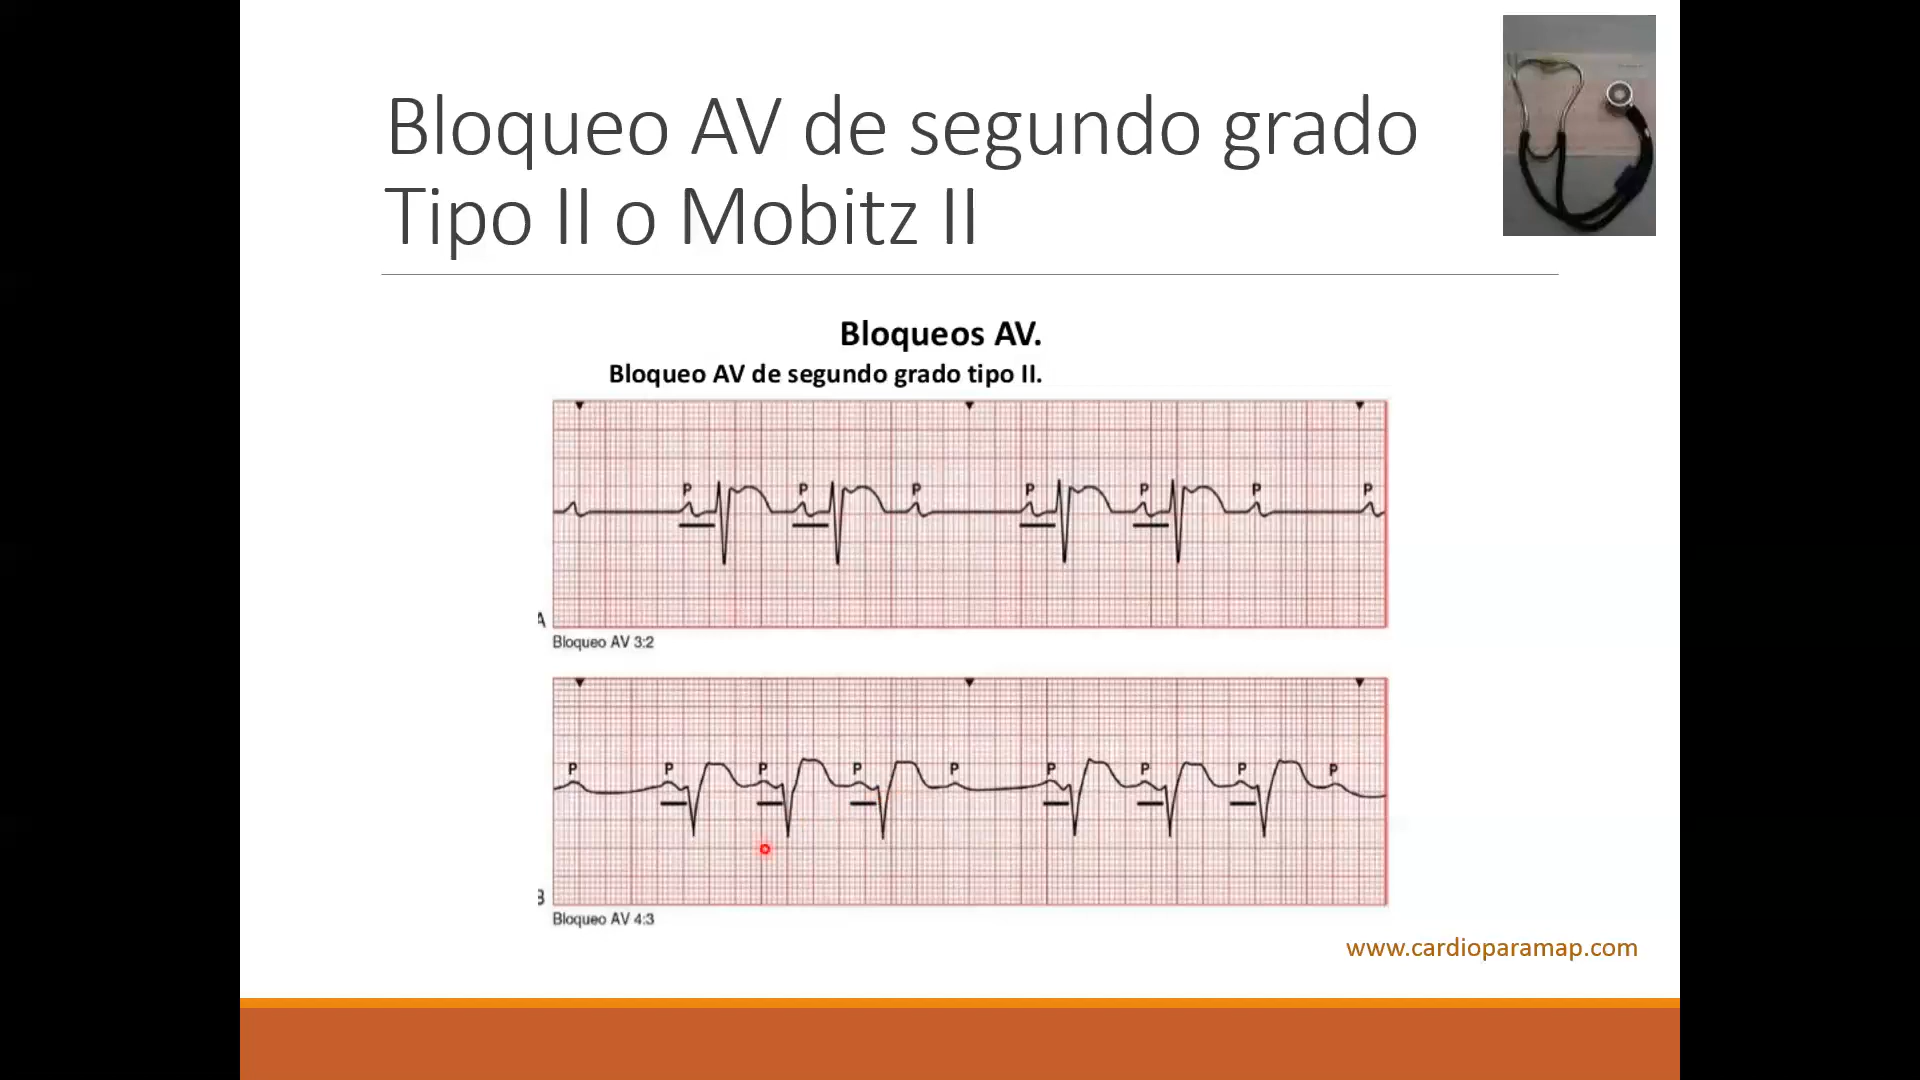 Bloqueo AV de segundo grado
Tipo II o Mobitz II
Bloqueos AV.
Bloqueo AV de segundo grado tipo II.
P P P P P P P
A
Bloqueo AV 3:2
P P P P P P P P P
B
Bloqueo AV 4:3
www.cardioparamap.com